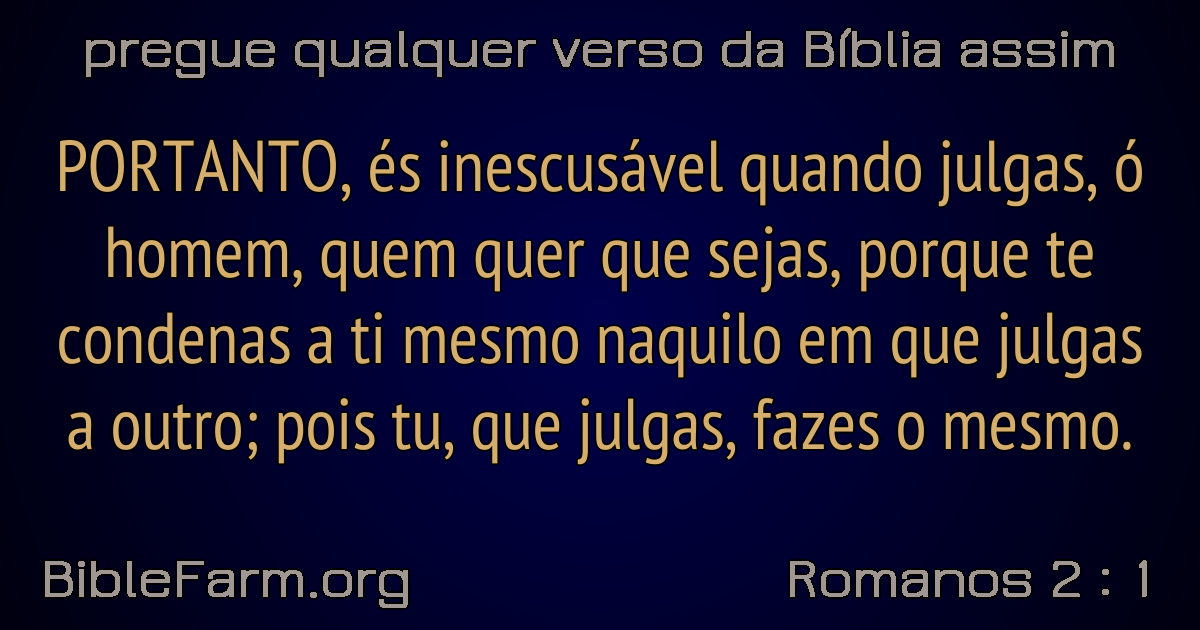 pregue qualquer verso da Bíblia assim
PORTANTO, és inescusável quando julgas, ó
homem, quem quer que sejas, porque te
condenas a ti mesmo naquilo em que julgas
a outro; pois tu, que julgas, fazes o mesmo.
BibleFarm.org
Romanos 2 : 1